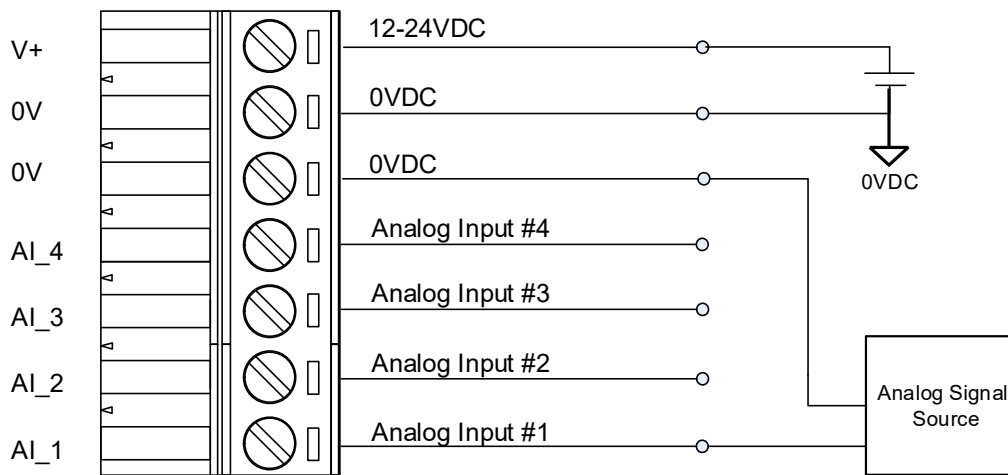 V+
12-24VDC
0V
0VDC
0VDC
0V
0VDC
AI_4
Analog Input #4
AI_3
Analog Input #3
AI_2
Analog Input #2
AI_1
Analog Input #1
Analog Signal
Source